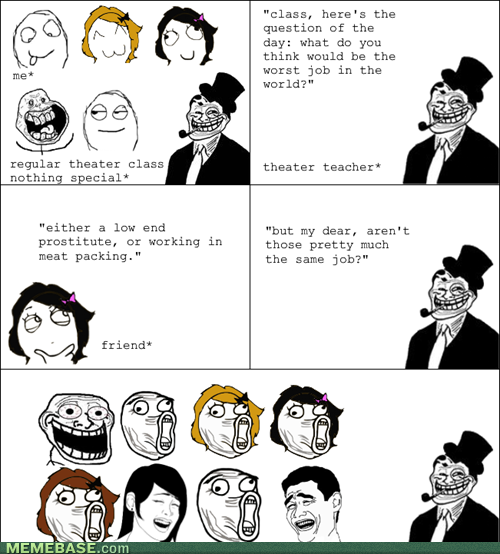 me*
regular theater class
nothing special*
"class, here's the
question of the
day: what do you
think would be the
worst job in the
world?"
theater teacher*
"either a low end
prostitute, or working in
meat packing."
friend*
"but my dear, aren't
those pretty much
the same job?"
MEMEBASE.com